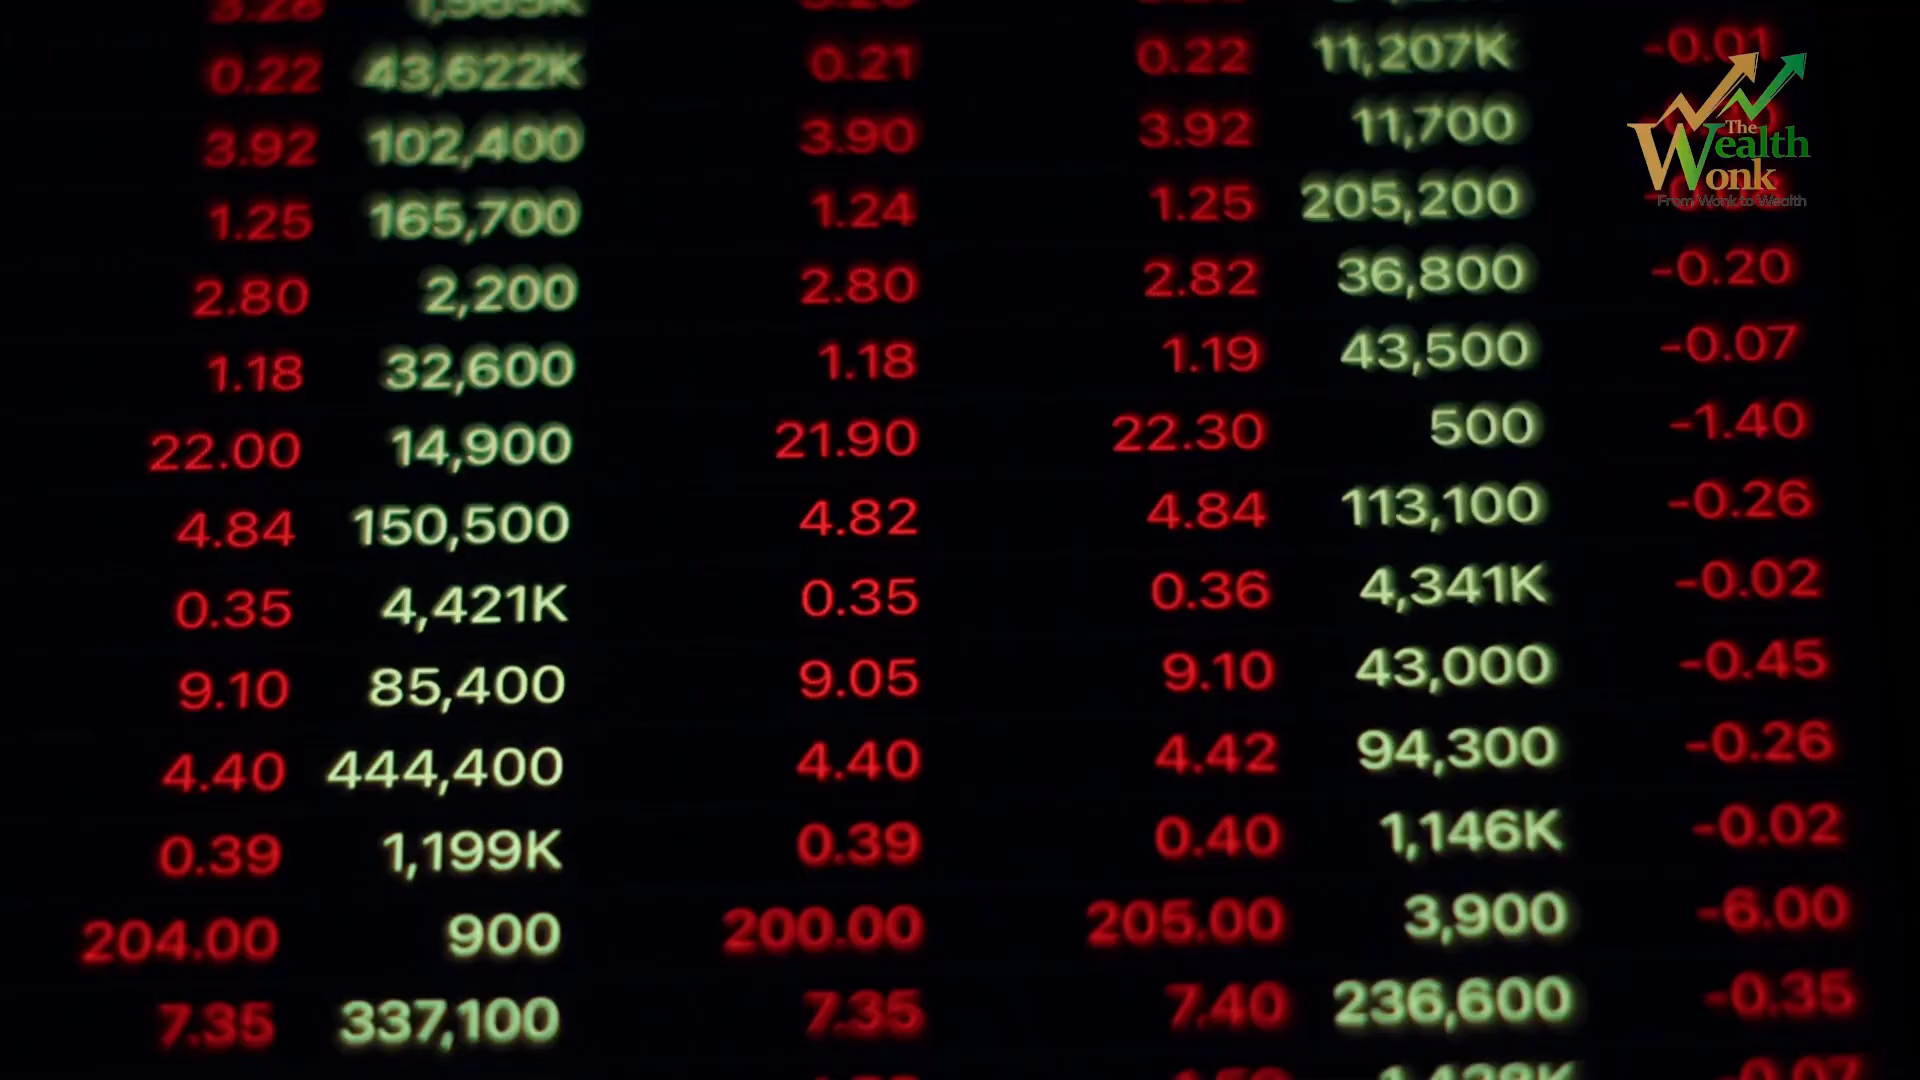 0.22 43,622K 0.21 0.22 11,207K -0.01
3.92 102,400 3.90 3.92 11,700
1.25 165,700 1.24 1.25 205,200
2.80 2,200 2.80 2.82 36,800 -0.20
1.18 32,600 1.18 1.19 43,500 -0.07
22.00 14,900 21.90 22.30 500 -1.40
4.84 150,500 4.82 4.84 113,100 -0.26
0.35 4,421K 0.35 0.36 4,341K -0.02
9.10 85,400 9.05 9.10 43,000 -0.45
4.40 444,400 4.40 4.42 94,300 -0.26
0.39 1,199K 0.39 0.40 1,146K -0.02
204.00 900 200.00 205.00 3,900 -6.00
7.35 337,100 7.35 7.40 236,600 -0.35
The
Wealth
Wonk
From Wonk to Wealth